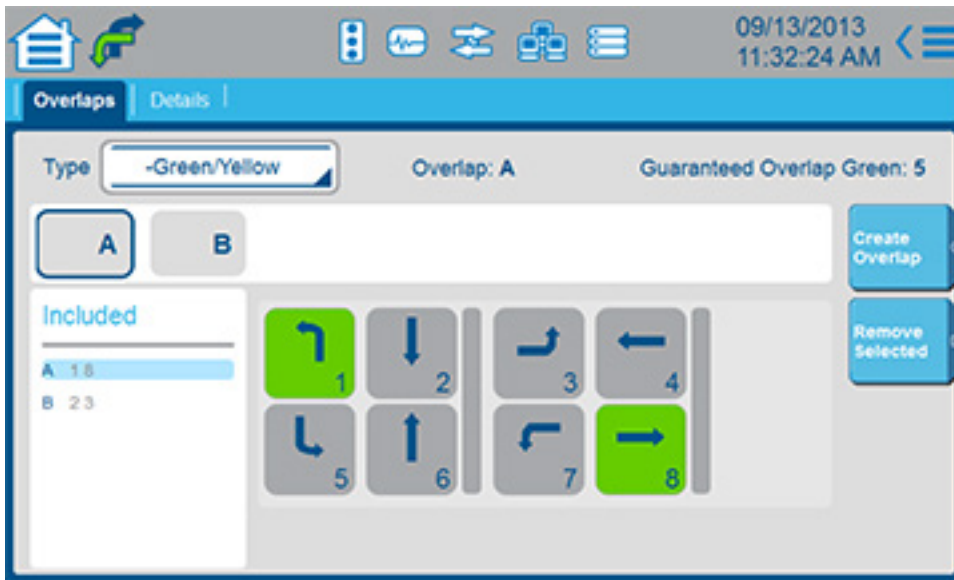 09/13/2013
11:32:24 AM
Overlaps Details
Type -Green/Yellow Overlap: A Guaranteed Overlap Green: 5
A B
Create
Overlap
Included
A 1 8
B 2 3
1 2 3 4
Remove
Selected
5 6 7 8